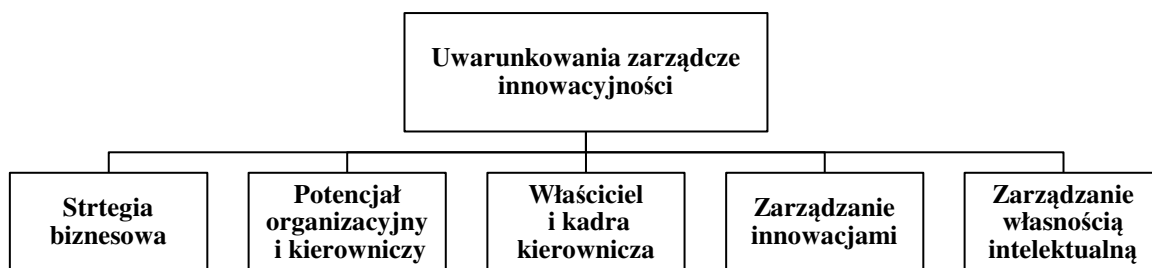 Uwarunkowania zarządcze
innowacyjności
Strtegia
biznesowa
Potencjał
organizacyjny
i kierowniczy
Właściciel
i kadra
kierownicza
Zarządzanie
innowacjami
Zarządzanie
własnością
intelektualną